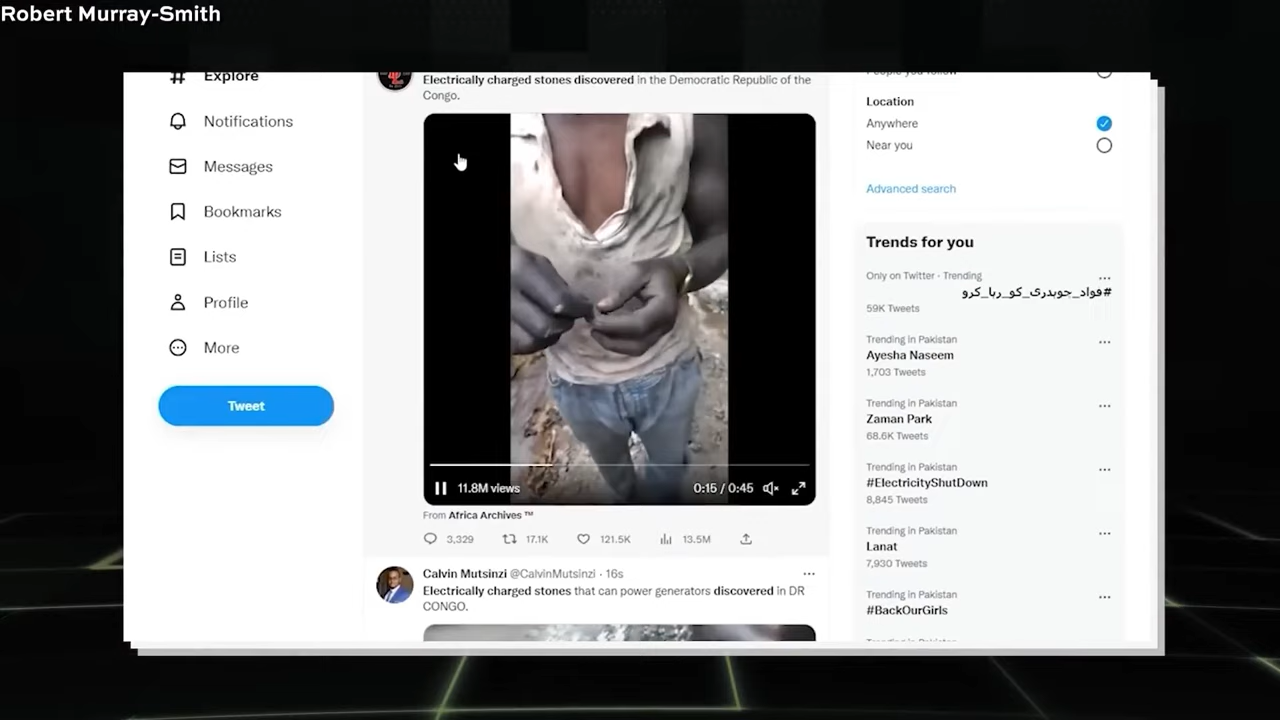 Robert Murray-Smith
Explore
Notifications
Messages
Bookmarks
Lists
Profile
More
Tweet
Electrically charged stones discovered in the Democratic Republic of the
Congo.
11.8M views
0:15 / 0:45
From Africa Archives ™
3,329
17.1K
121.5K
13.5M
Calvin Mutsinzi @CalvinMutsinzi · 16s
Electrically charged stones that can power generators discovered in DR
CONGO.
People you follow
Location
Anywhere
Near you
Advanced search
Trends for you
Only on Twitter · Trending
#فواد_چوہدری_کو_رہا_کرو
59K Tweets
Trending in Pakistan
Ayesha Naseem
1,703 Tweets
Trending in Pakistan
Zaman Park
68.6K Tweets
Trending in Pakistan
#ElectricityShutDown
8,845 Tweets
Trending in Pakistan
Lanat
7,930 Tweets
Trending in Pakistan
#BackOurGirls